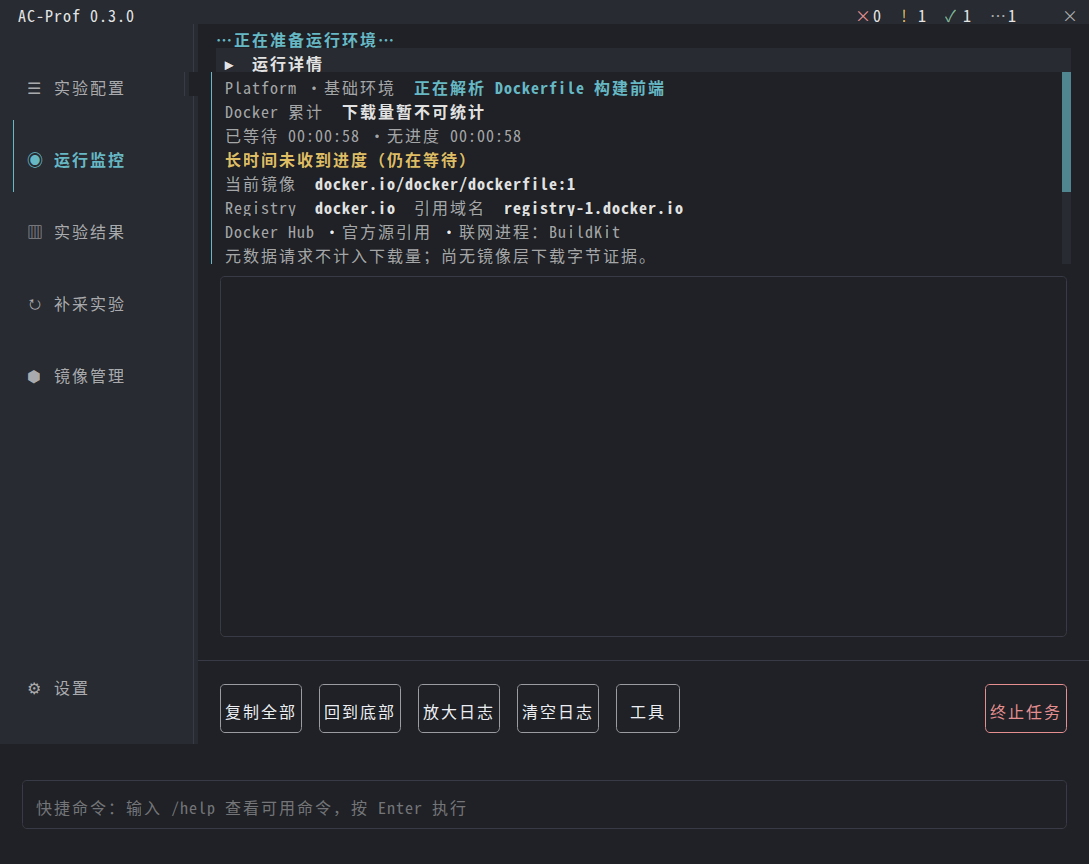 AC-Prof 0.3.0
✕ 0 ! 1 ✓ 1 …1 ✕
☰ 实验配置
◉ 运行监控
▥ 实验结果
↻ 补采实验
⬢ 镜像管理
⚙ 设置
…正在准备运行环境…
▶ 运行详情
Platform · 基础环境 正在解析 Dockerfile 构建前端
Docker 累计 下载量暂不可统计
已等待 00:00:58 · 无进度 00:00:58
长时间未收到进度（仍在等待）
当前镜像 docker.io/docker/dockerfile:1
Registry docker.io 引用域名 registry-1.docker.io
Docker Hub · 官方源引用 · 联网进程：BuildKit
元数据请求不计入下载量；尚无镜像层下载字节证据。
复制全部 回到底部 放大日志 清空日志 工具 终止任务
快捷命令：输入 /help 查看可用命令，按 Enter 执行